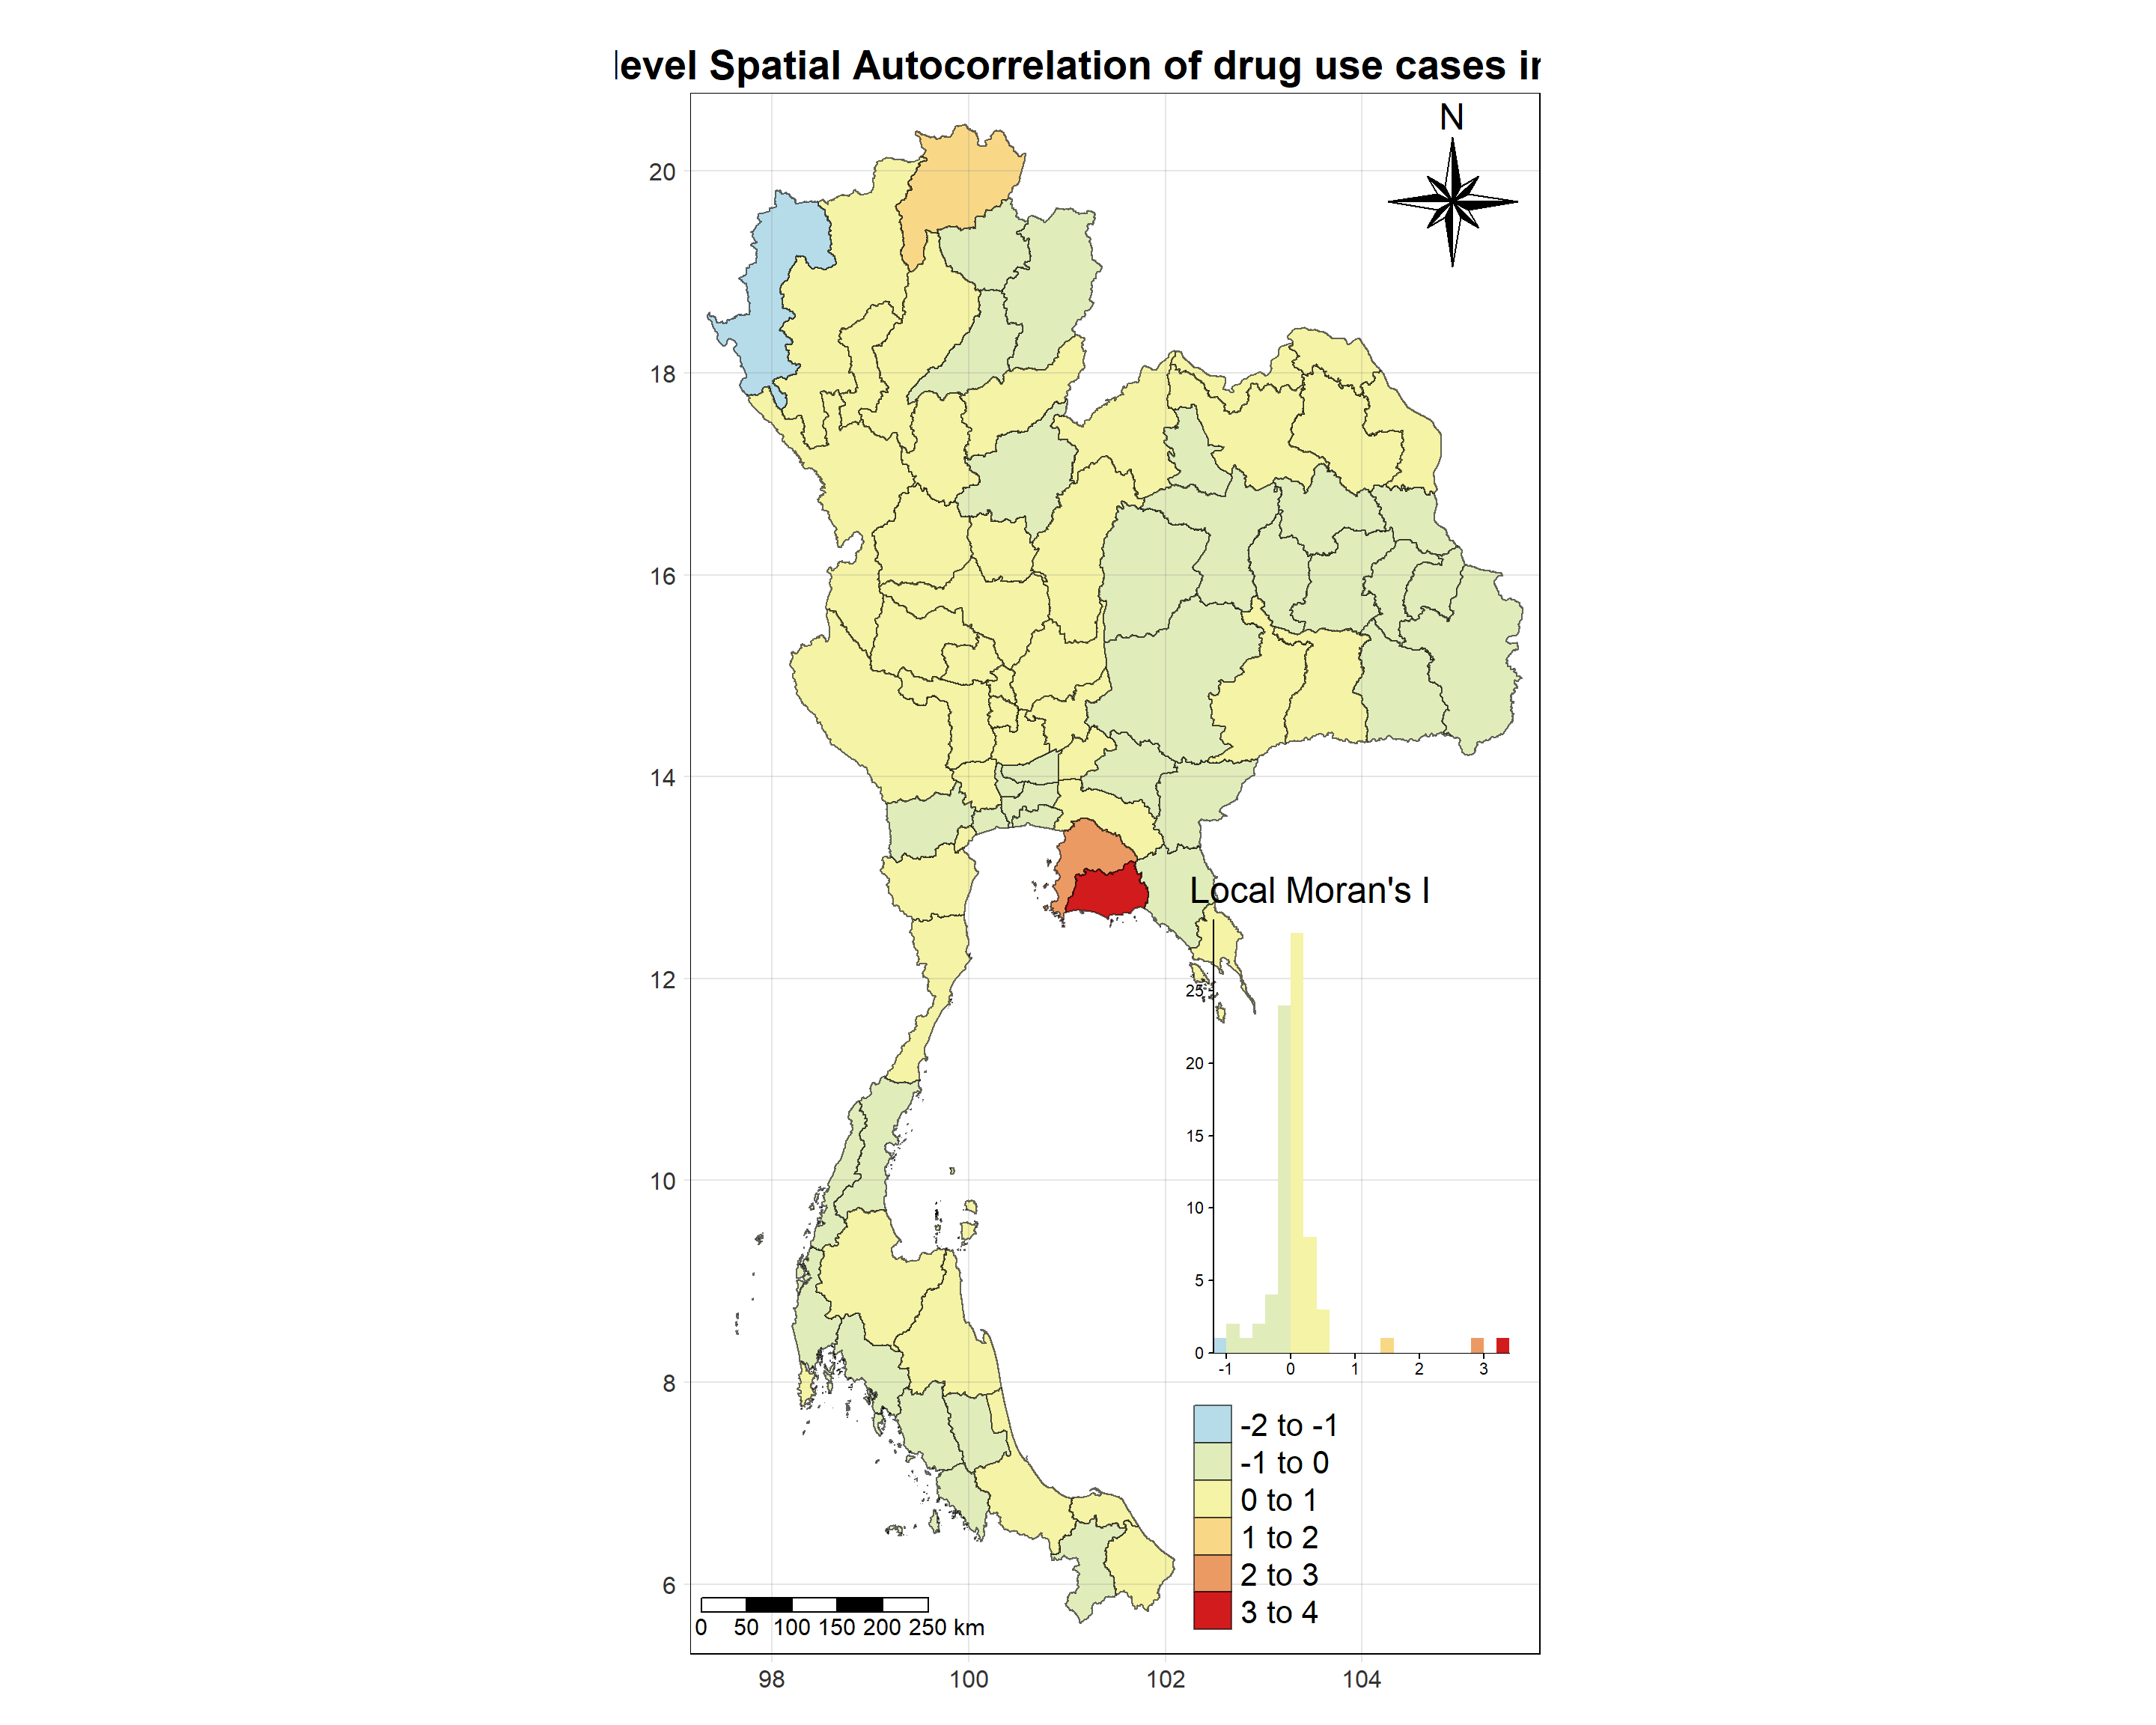 level Spatial Autocorrelation of drug use cases in
N
20
18
16
14
12
10
8
6
Local Moran's I
25
20
15
10
5
0
-1 0 1 2 3
-2 to -1
-1 to 0
0 to 1
1 to 2
2 to 3
3 to 4
0 50 100 150 200 250 km
98 100 102 104